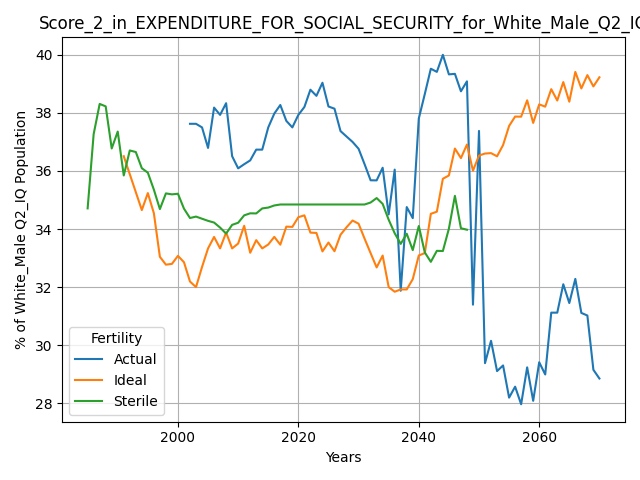 Score_2_in_EXPENDITURE_FOR_SOCIAL_SECURITY_for_White_Male_Q2_IQ
% of White_Male Q2_IQ Population
40
38
36
34
32
30
28
Fertility
Actual
Ideal
Sterile
2000 2020 2040 2060
Years